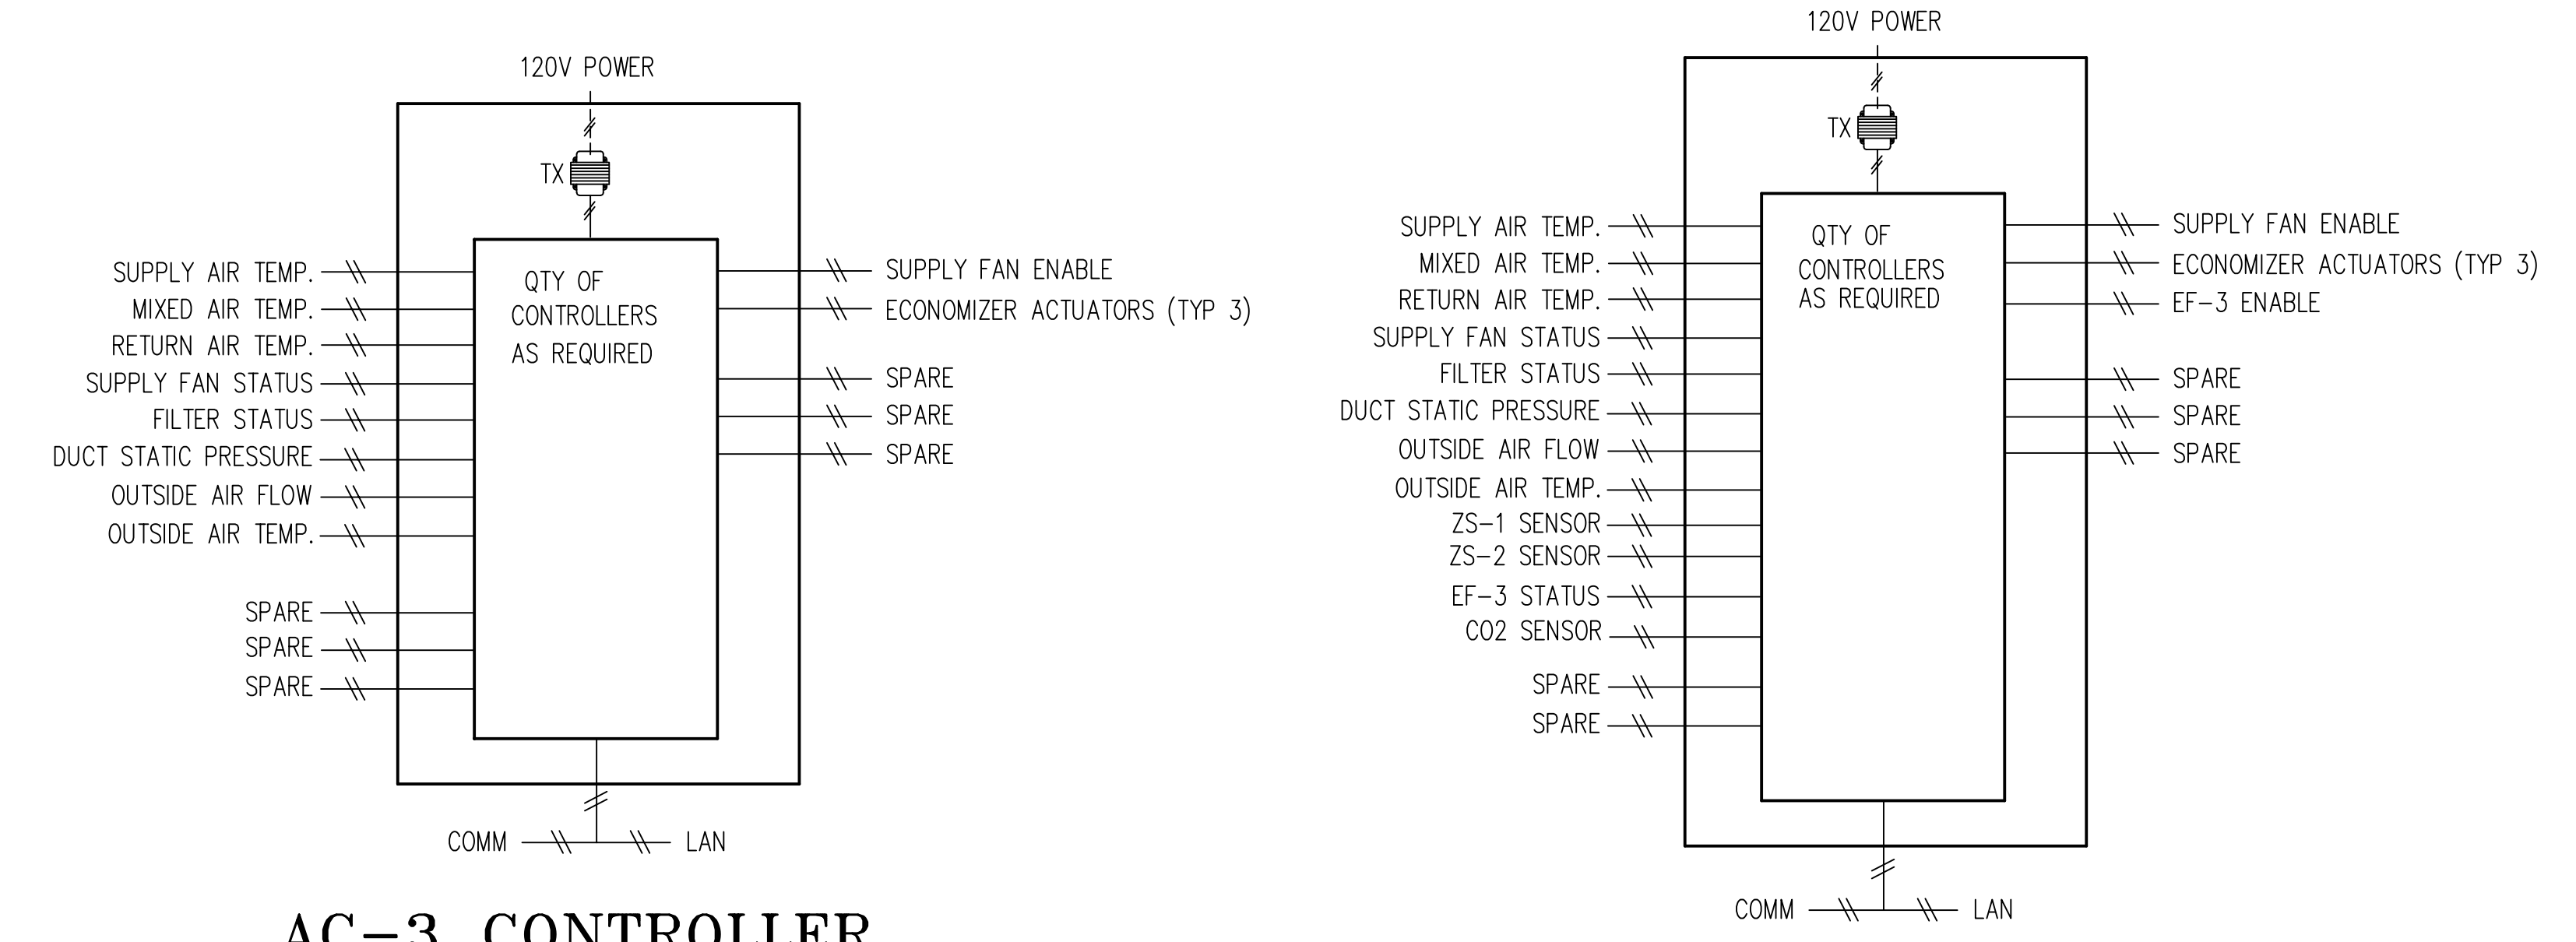 120V POWER
TX
QTY OF
CONTROLLERS
AS REQUIRED
SUPPLY AIR TEMP.
MIXED AIR TEMP.
RETURN AIR TEMP.
SUPPLY FAN STATUS
FILTER STATUS
DUCT STATIC PRESSURE
OUTSIDE AIR FLOW
OUTSIDE AIR TEMP.
SPARE
SPARE
SPARE
SUPPLY FAN ENABLE
ECONOMIZER ACTUATORS (TYP 3)
SPARE
SPARE
SPARE
COMM
LAN
AC-3 CONTROLLER
120V POWER
TX
QTY OF
CONTROLLERS
AS REQUIRED
SUPPLY AIR TEMP.
MIXED AIR TEMP.
RETURN AIR TEMP.
SUPPLY FAN STATUS
FILTER STATUS
DUCT STATIC PRESSURE
OUTSIDE AIR FLOW
OUTSIDE AIR TEMP.
ZS-1 SENSOR
ZS-2 SENSOR
EF-3 STATUS
CO2 SENSOR
SPARE
SPARE
SUPPLY FAN ENABLE
ECONOMIZER ACTUATORS (TYP 3)
EF-3 ENABLE
SPARE
SPARE
SPARE
COMM
LAN